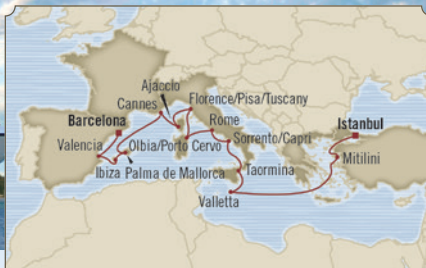 Ajaccio
Cannes
Florence/Pisa/Tuscany
Barcelona
Rome
Istanbul
Valencia
Olbia/Porto Cervo
Sorrento/Capri
Mitilini
Ibiza
Palma de Mallorca
Taormina
Valletta